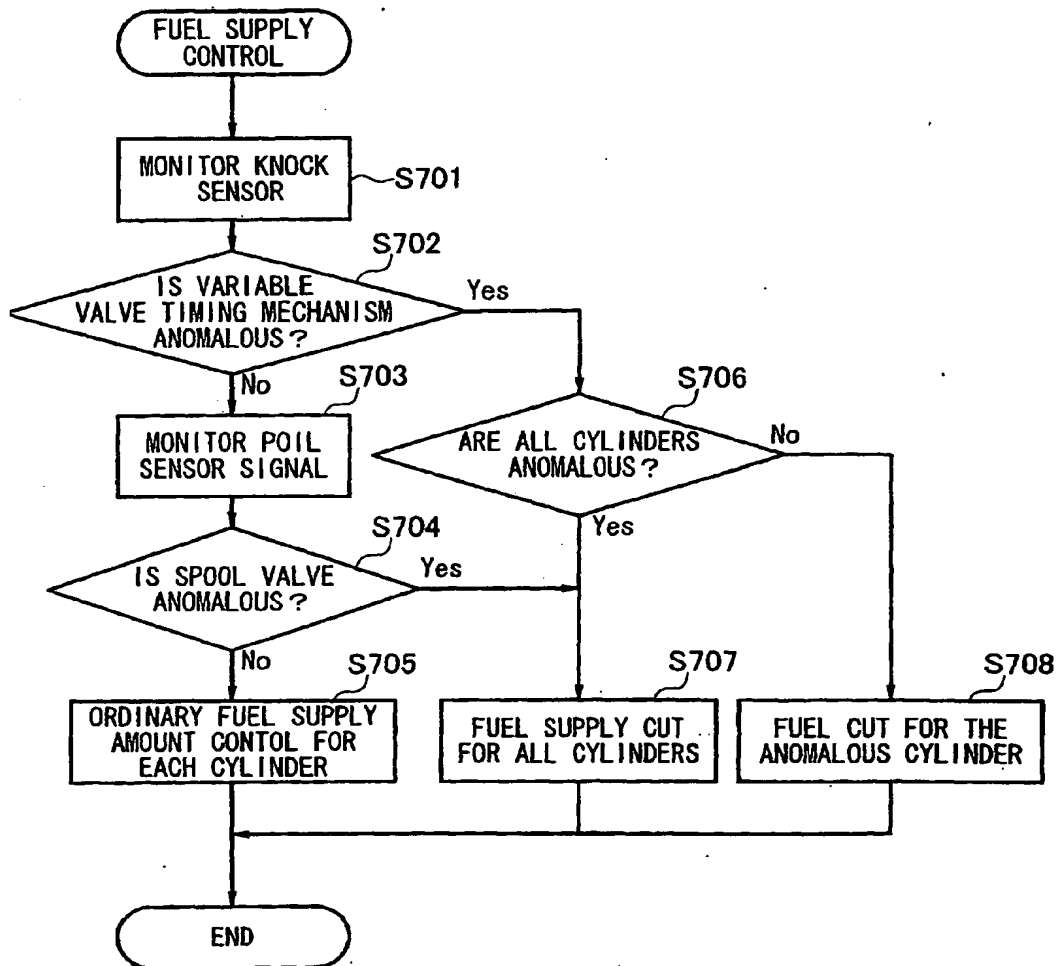 FUEL SUPPLY
CONTROL
MONITOR KNOCK
SENSOR
S701
S702
IS VARIABLE
VALVE TIMING MECHANISM
ANOMALOUS?
Yes
No
S703
MONITOR POIL
SENSOR SIGNAL
S706
ARE ALL CYLINDERS
ANOMALOUS?
No
Yes
S704
IS SPOOL VALVE
ANOMALOUS?
Yes
No
S705
ORDINARY FUEL SUPPLY
AMOUNT CONTOL FOR
EACH CYLINDER
S707
FUEL SUPPLY CUT
FOR ALL CYLINDERS
S708
FUEL CUT FOR THE
ANOMALOUS CYLINDER
END